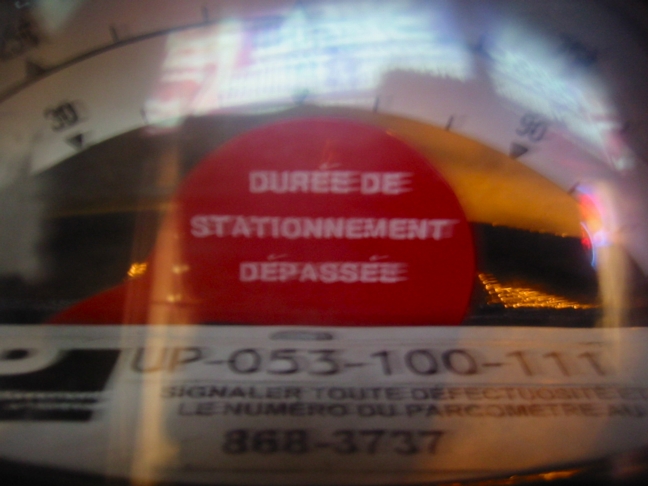 30
90
DURÉE DE
STATIONNEMENT
DÉPASSÉE
UP-053-100-111
SIGNALER TOUTE DÉFECTUOSITÉ ET
LE NUMÉRO DU PARCOMÈTRE AU
868-3737